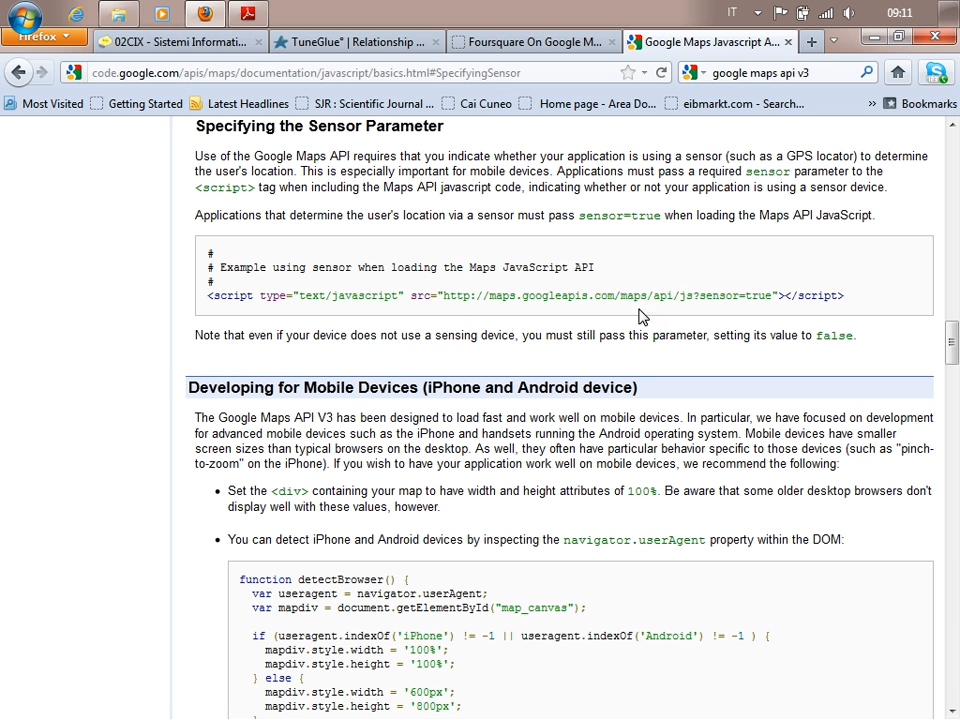 IT
09:11
Firefox
02CIX - Sistemi Informati...
TuneGlue° | Relationship ...
Foursquare On Google M...
Google Maps Javascript A...
code.google.com/apis/maps/documentation/javascript/basics.html#SpecifyingSensor
google maps api v3
Most Visited
Getting Started
Latest Headlines
SJR : Scientific Journal ...
Cai Cuneo
Home page - Area Do...
eibmarkt.com - Search...
»
Bookmarks
Specifying the Sensor Parameter
Use of the Google Maps API requires that you indicate whether your application is using a sensor (such as a GPS locator) to determine
the user's location. This is especially important for mobile devices. Applications must pass a required sensor parameter to the
<script> tag when including the Maps API javascript code, indicating whether or not your application is using a sensor device.
Applications that determine the user's location via a sensor must pass sensor=true when loading the Maps API JavaScript.
#
# Example using sensor when loading the Maps JavaScript API
#
<script type="text/javascript" src="http://maps.googleapis.com/maps/api/js?sensor=true"></script>
Note that even if your device does not use a sensing device, you must still pass this parameter, setting its value to false.
Developing for Mobile Devices (iPhone and Android device)
The Google Maps API V3 has been designed to load fast and work well on mobile devices. In particular, we have focused on development
for advanced mobile devices such as the iPhone and handsets running the Android operating system. Mobile devices have smaller
screen sizes than typical browsers on the desktop. As well, they often have particular behavior specific to those devices (such as "pinch-
to-zoom" on the iPhone). If you wish to have your application work well on mobile devices, we recommend the following:
• Set the <div> containing your map to have width and height attributes of 100%. Be aware that some older desktop browsers don't
display well with these values, however.
• You can detect iPhone and Android devices by inspecting the navigator.userAgent property within the DOM:
function detectBrowser() {
var useragent = navigator.userAgent;
var mapdiv = document.getElementById("map_canvas");
if (useragent.indexOf('iPhone') != -1 || useragent.indexOf('Android') != -1 ) {
mapdiv.style.width = '100%';
mapdiv.style.height = '100%';
} else {
mapdiv.style.width = '600px';
mapdiv.style.height = '800px';